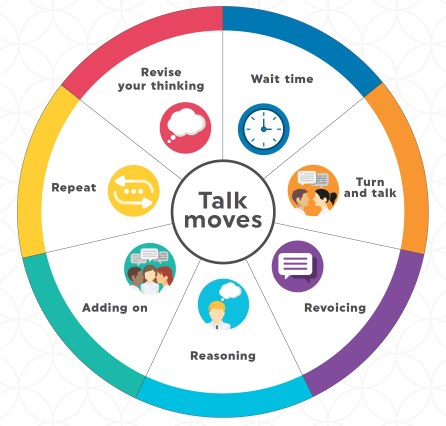 Talk
moves
Wait time
Turn
and talk
Revoicing
Reasoning
Adding on
Repeat
Revise
your thinking